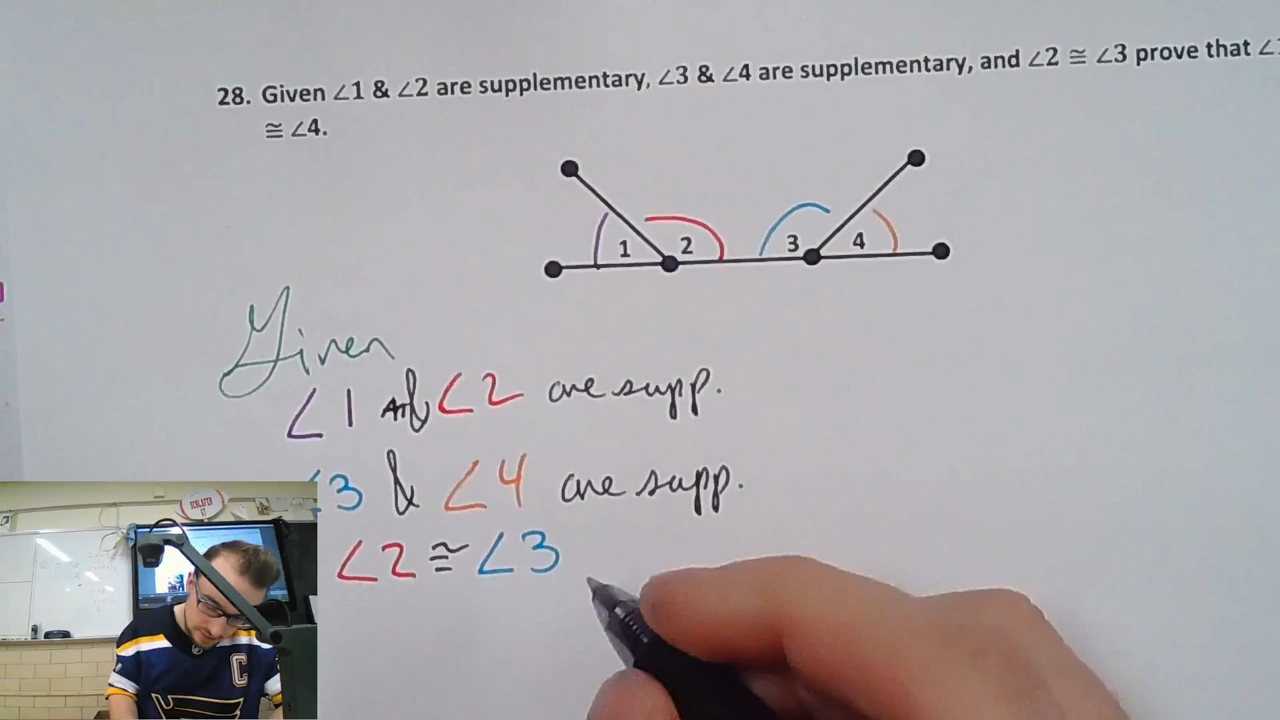 28. Given ∠1 & ∠2 are supplementary, ∠3 & ∠4 are supplementary, and ∠2 ≅ ∠3 prove that ∠
≅ ∠4.
1 2 3 4
Given
∠1 and ∠2 are supp.
∠3 & ∠4 are supp.
∠2 ≅ ∠3
C